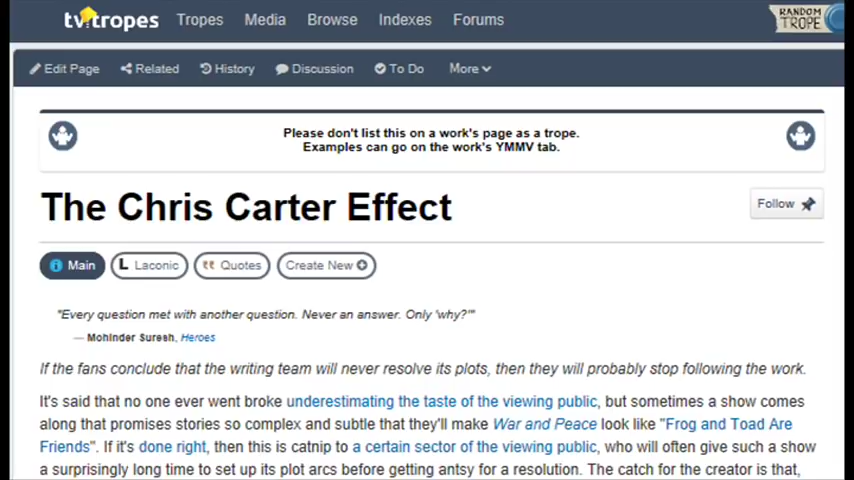 tvtropes Tropes Media Browse Indexes Forums RANDOM TROPE
Edit Page Related History Discussion To Do More
Please don't list this on a work's page as a trope.
Examples can go on the work's YMMV tab.
The Chris Carter Effect
Follow
Main Laconic Quotes Create New
"Every question met with another question. Never an answer. Only 'why?'"
— Mohinder Suresh, Heroes
If the fans conclude that the writing team will never resolve its plots, then they will probably stop following the work.
It's said that no one ever went broke underestimating the taste of the viewing public, but sometimes a show comes
along that promises stories so complex and subtle that they'll make War and Peace look like "Frog and Toad Are
Friends". If it's done right, then this is catnip to a certain sector of the viewing public, who will often give such a show
a surprisingly long time to set up its plot arcs before getting antsy for a resolution. The catch for the creator is that,